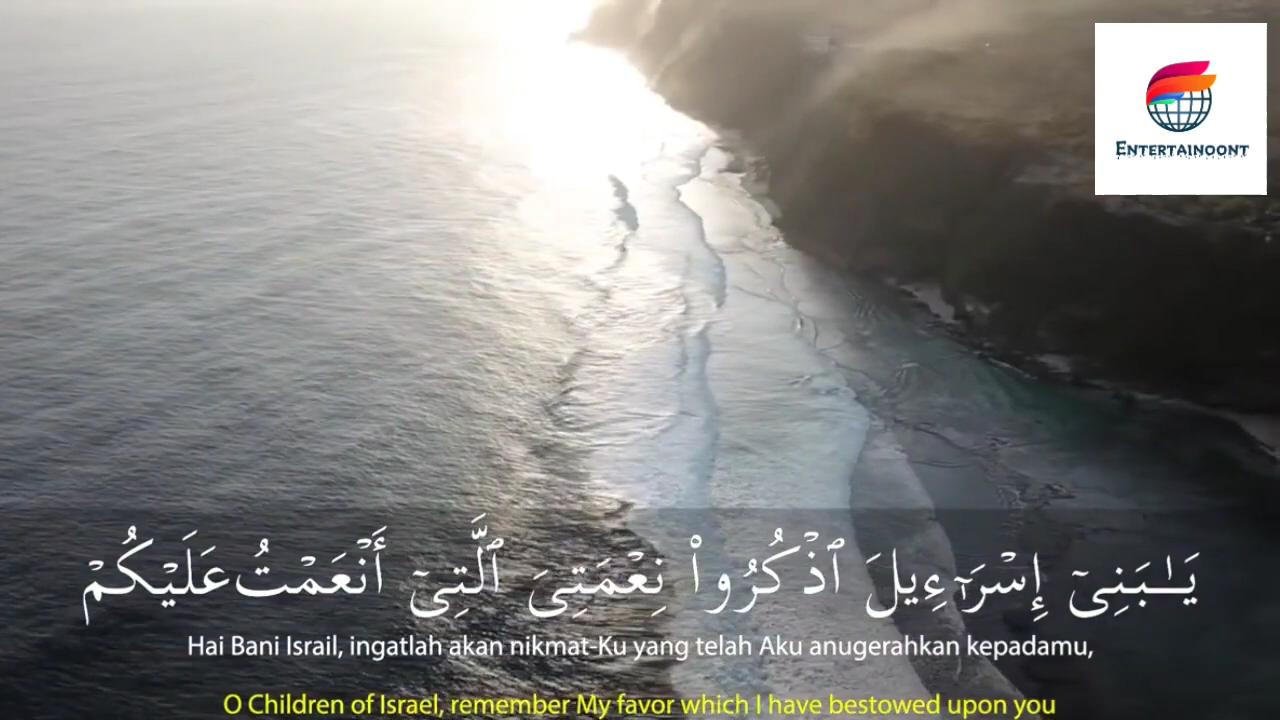 ENTERTAINOONT
يَـٰبَنِىٓ إِسْرَٰٓءِيلَ ٱذْكُرُوا۟ نِعْمَتِىَ ٱلَّتِىٓ أَنْعَمْتُ عَلَيْكُمْ
Hai Bani Israil, ingatlah akan nikmat-Ku yang telah Aku anugerahkan kepadamu,
O Children of Israel, remember My favor which I have bestowed upon you